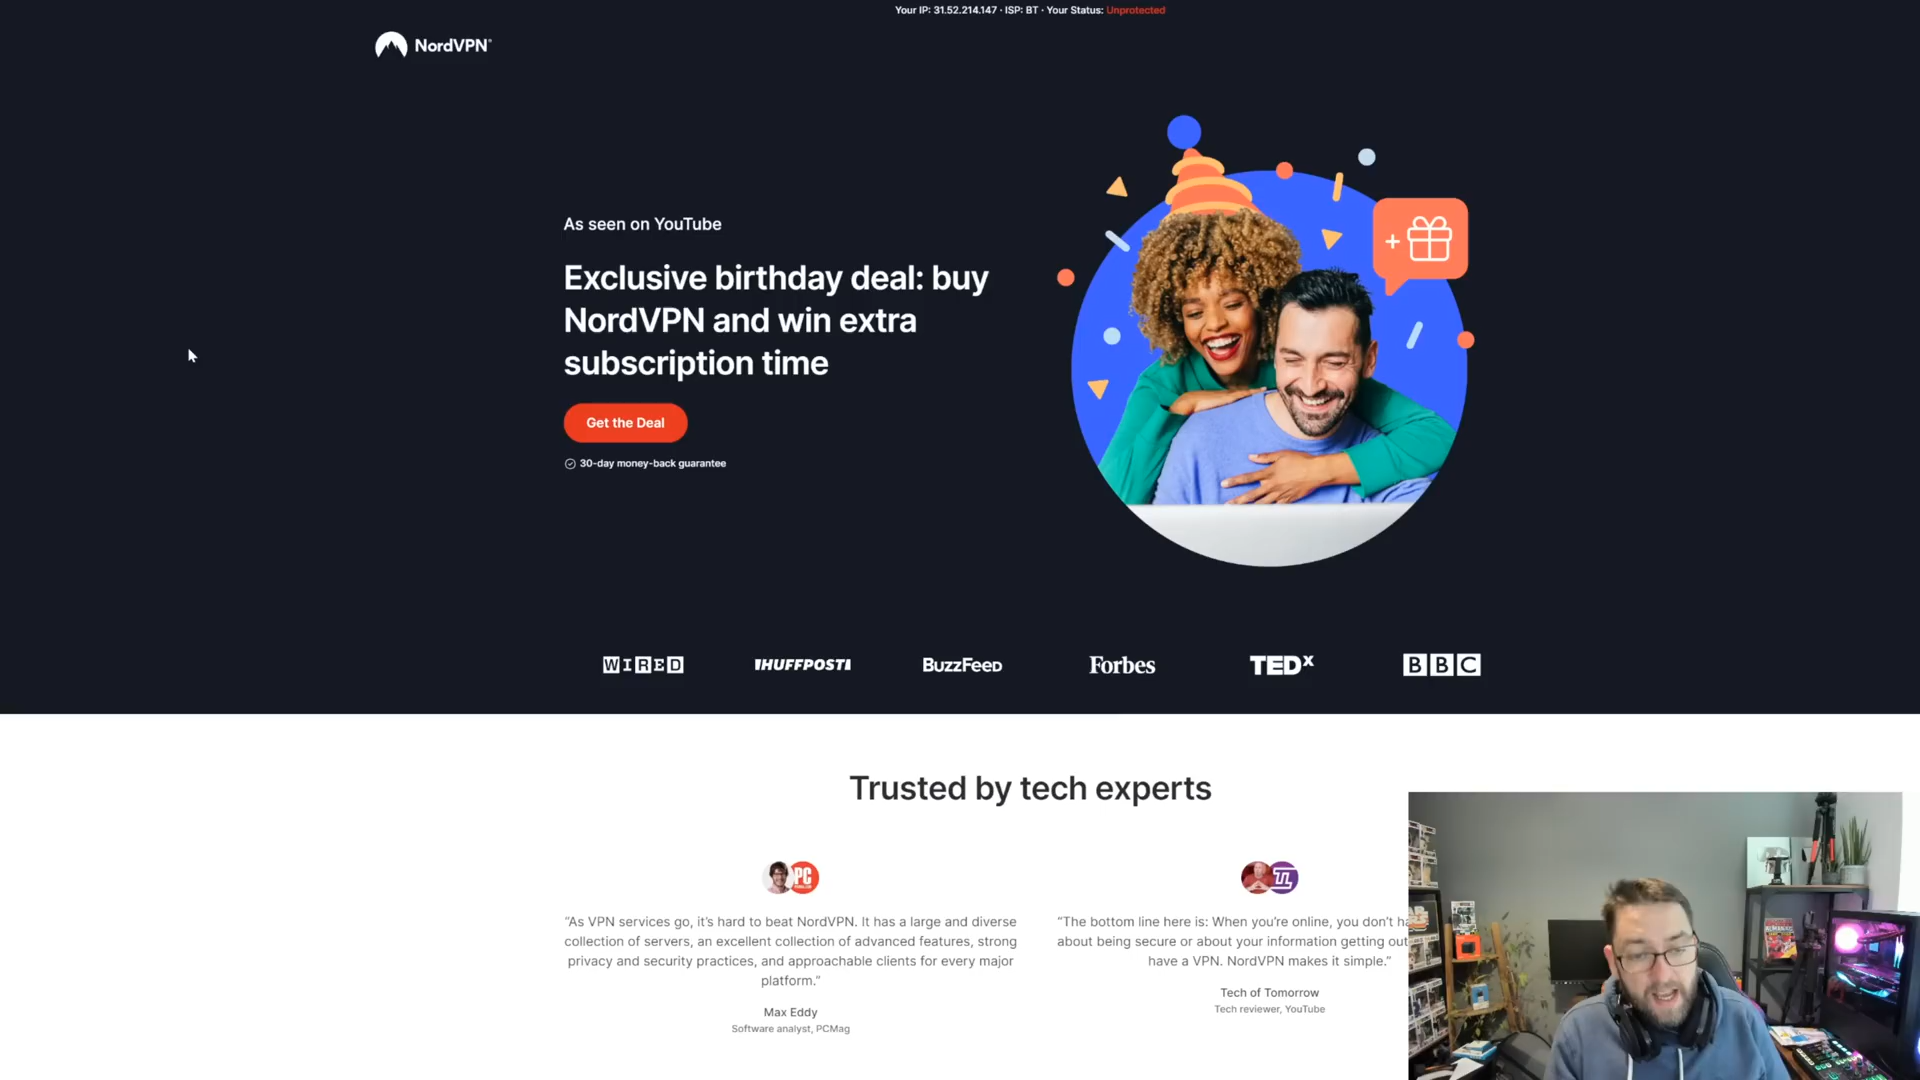 Your IP: 31.52.214.147 · ISP: BT · Your Status: Unprotected
NordVPN®
As seen on YouTube
Exclusive birthday deal: buy
NordVPN and win extra
subscription time
Get the Deal
30-day money-back guarantee
WIRED
HUFFPOST
BuzzFeed
Forbes
TEDx
BBC
Trusted by tech experts
PC
“As VPN services go, it’s hard to beat NordVPN. It has a large and diverse
collection of servers, an excellent collection of advanced features, strong
privacy and security practices, and approachable clients for every major
platform.”
Max Eddy
Software analyst, PCMag
“The bottom line here is: When you’re online, you don’t ha
about being secure or about your information getting out
have a VPN. NordVPN makes it simple.”
Tech of Tomorrow
Tech reviewer, YouTube